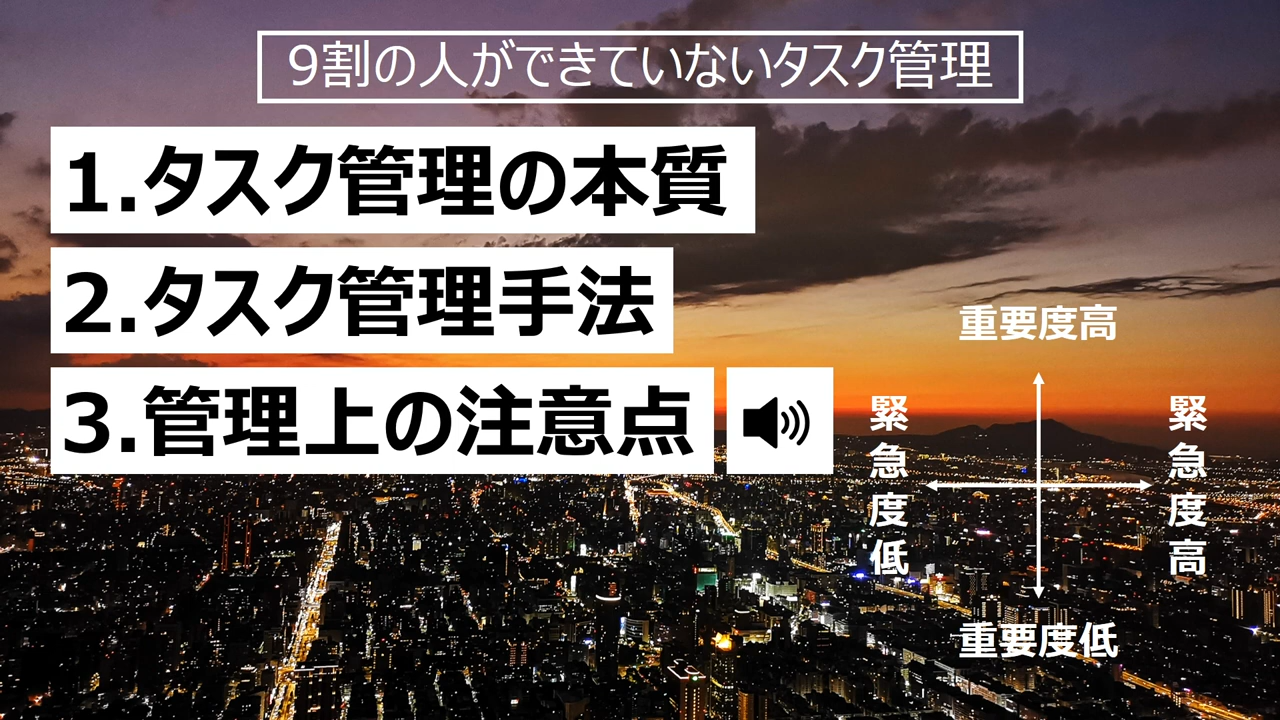 9割の人ができていないタスク管理
1.タスク管理の本質
2.タスク管理手法
3.管理上の注意点
重要度高
緊急度低
緊急度高
重要度低